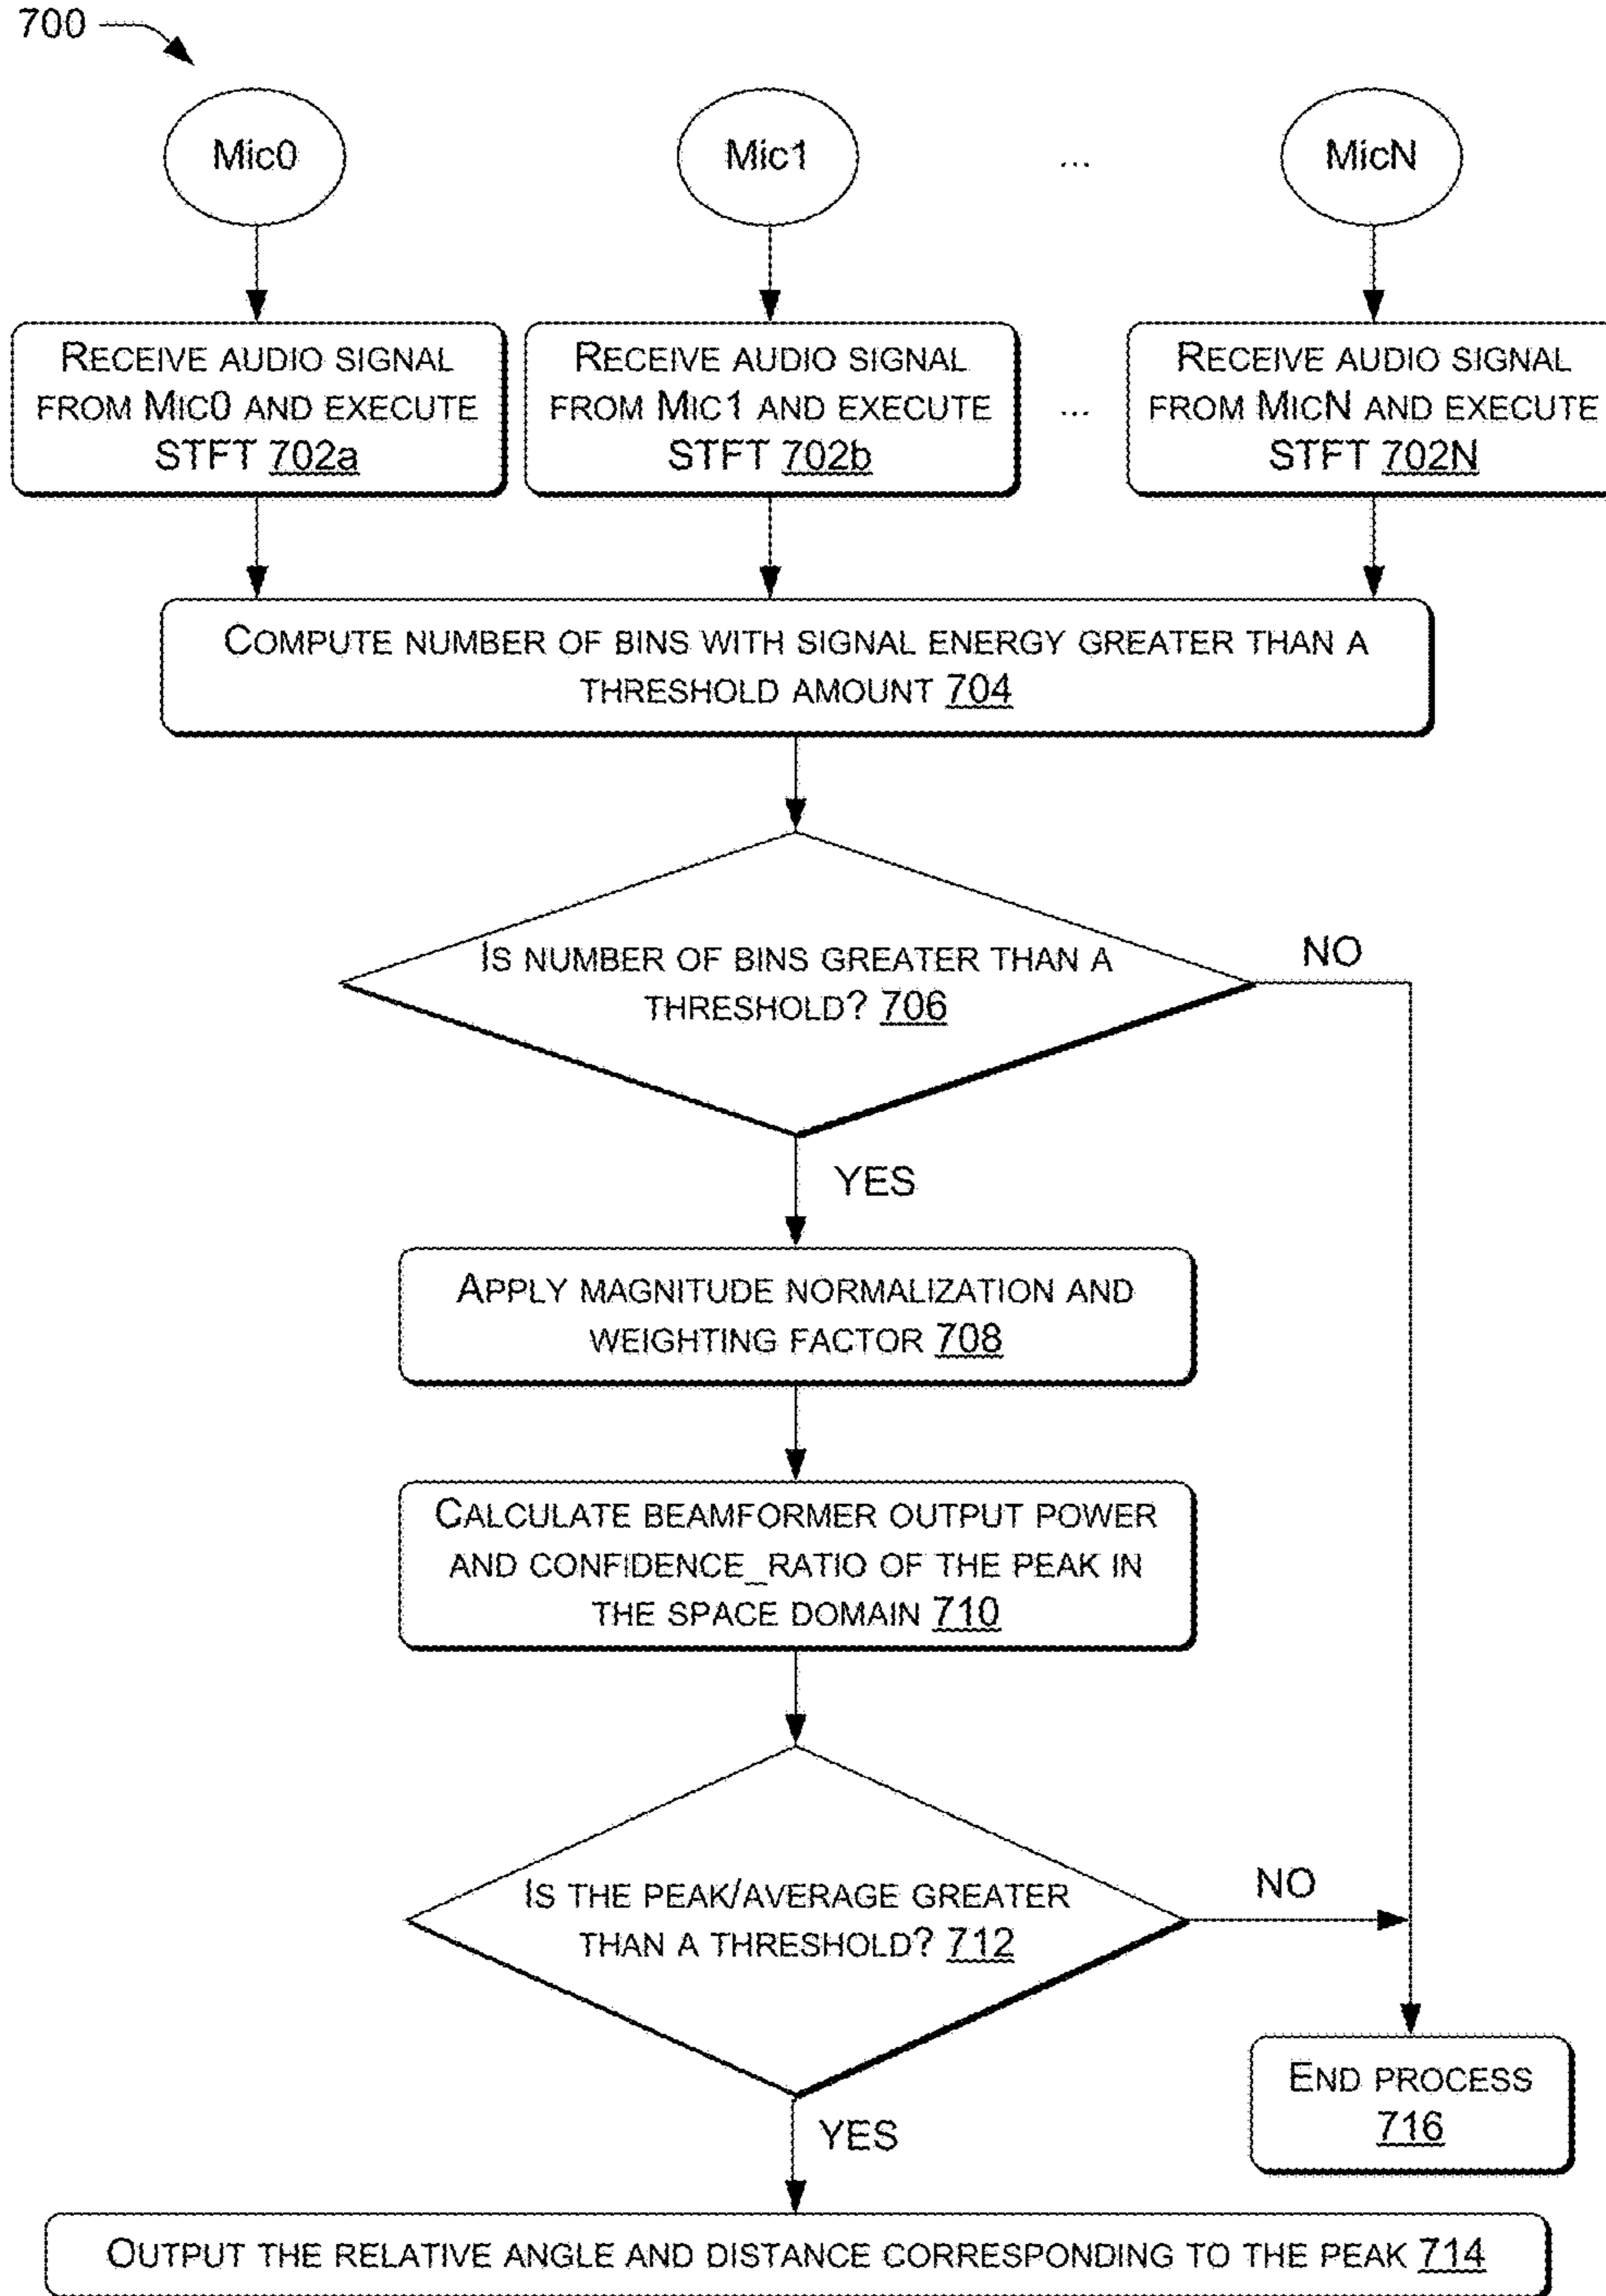 700
Mic0
Mic1
...
MicN
RECEIVE AUDIO SIGNAL
FROM MIC0 AND EXECUTE
STFT 702a
RECEIVE AUDIO SIGNAL
FROM MIC1 AND EXECUTE
STFT 702b
...
RECEIVE AUDIO SIGNAL
FROM MICN AND EXECUTE
STFT 702N
COMPUTE NUMBER OF BINS WITH SIGNAL ENERGY GREATER THAN A
THRESHOLD AMOUNT 704
IS NUMBER OF BINS GREATER THAN A
THRESHOLD? 706
NO
YES
APPLY MAGNITUDE NORMALIZATION AND
WEIGHTING FACTOR 708
CALCULATE BEAMFORMER OUTPUT POWER
AND CONFIDENCE_RATIO OF THE PEAK IN
THE SPACE DOMAIN 710
IS THE PEAK/AVERAGE GREATER
THAN A THRESHOLD? 712
NO
YES
END PROCESS
716
OUTPUT THE RELATIVE ANGLE AND DISTANCE CORRESPONDING TO THE PEAK 714